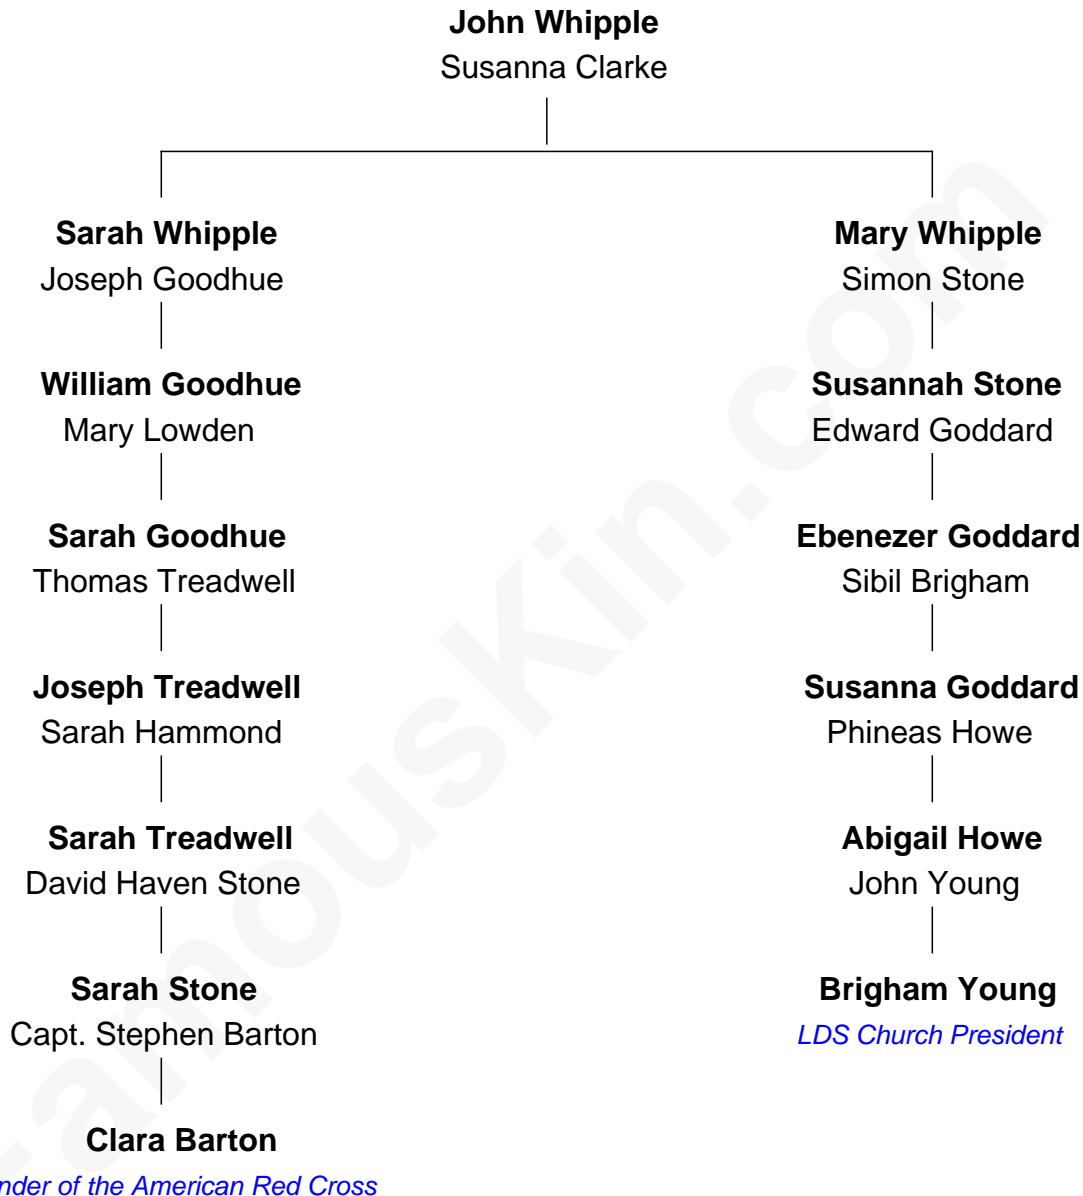 John Whipple
Susanna Clarke
Sarah Whipple
Joseph Goodhue
Mary Whipple
Simon Stone
William Goodhue
Mary Lowden
Susannah Stone
Edward Goddard
Sarah Goodhue
Thomas Treadwell
Ebenezer Goddard
Sibil Brigham
Joseph Treadwell
Sarah Hammond
Susanna Goddard
Phineas Howe
Sarah Treadwell
David Haven Stone
Abigail Howe
John Young
Sarah Stone
Capt. Stephen Barton
Brigham Young
LDS Church President
Clara Barton
nder of the American Red Cross
amousKin.com